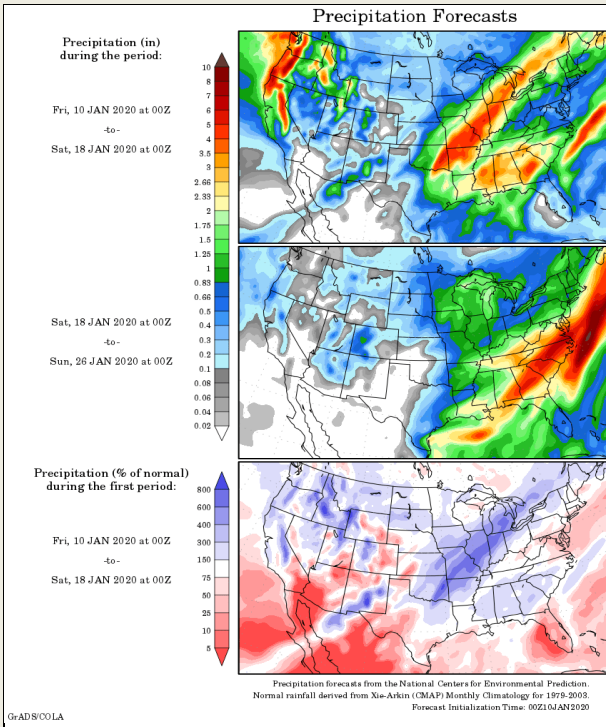 Precipitation Forecasts
Precipitation (in)
during the period:
Fri, 10 JAN 2020 at 00Z
-to-
Sat, 18 JAN 2020 at 00Z
10
8
7
6
5
4
3.5
3
2.66
2.33
2
1.75
1.5
1.25
1
0.83
0.66
0.5
0.4
0.3
0.2
0.1
0.08
0.06
0.04
0.02
Sat, 18 JAN 2020 at 00Z
-to-
Sun, 26 JAN 2020 at 00Z
Precipitation (% of normal)
during the first period:
Fri, 10 JAN 2020 at 00Z
-to-
Sat, 18 JAN 2020 at 00Z
800
600
400
300
150
75
50
25
10
5
Precipitation forecasts from the National Centers for Environmental Prediction.
Normal rainfall derived from Xie-Arkin (CMAP) Monthly Climatology for 1979-2003.
Forecast Initialization Time: 00Z10JAN2020
GrADS/COLA